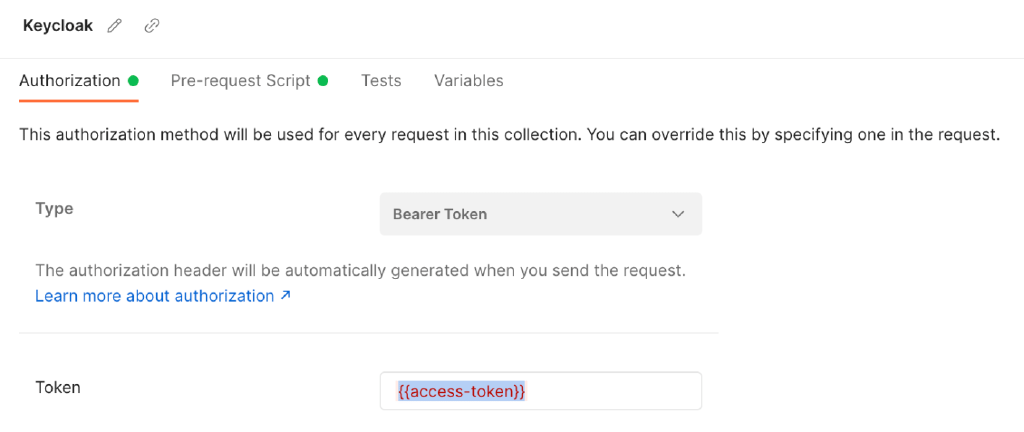 Keycloak
Authorization Pre-request Script Tests Variables
This authorization method will be used for every request in this collection. You can override this by specifying one in the request.
Type Bearer Token
The authorization header will be automatically generated when you send the request.
Learn more about authorization ↗
Token {{access-token}}